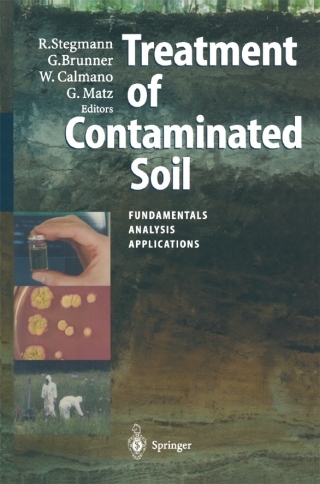 R.Stegmann
G.Brunner
W. Calmano
G. Matz
Editors
Treatment
of
Contaminated
Soil
FUNDAMENTALS
ANALYSIS
APPLICATIONS
Springer